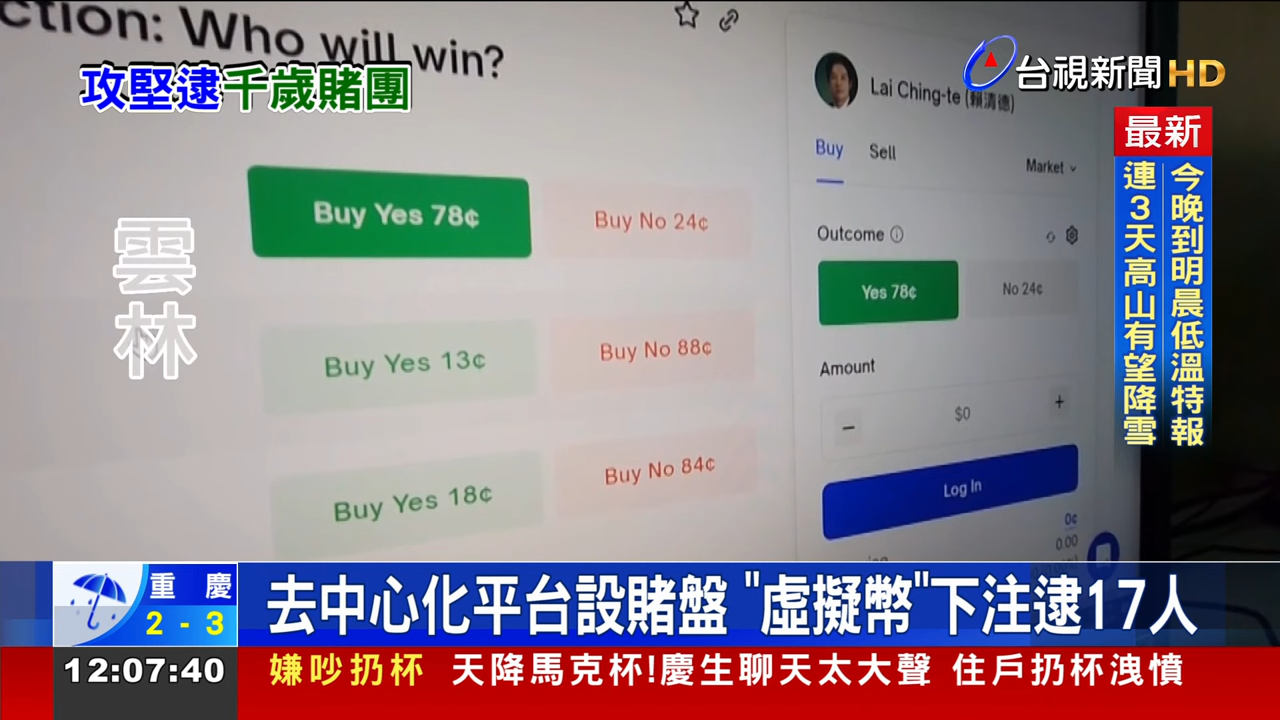 ction: Who will win?
攻堅逮千歲賭團
台視新聞HD
Lai Ching-te (賴清德)
Buy Sell
Market
最新
今晚到明晨低溫特報
連3天高山有望降雪
雲林
Buy Yes 78¢
Buy No 24¢
Outcome
Yes 78¢
No 24¢
Buy Yes 13¢
Buy No 88¢
Amount
− $0 +
Buy Yes 18¢
Buy No 84¢
Log In
0¢
0.00
重慶
2-3
去中心化平台設賭盤 "虛擬幣"下注逮17人
12:07:40
嫌吵扔杯 天降馬克杯!慶生聊天太大聲 住戶扔杯洩憤